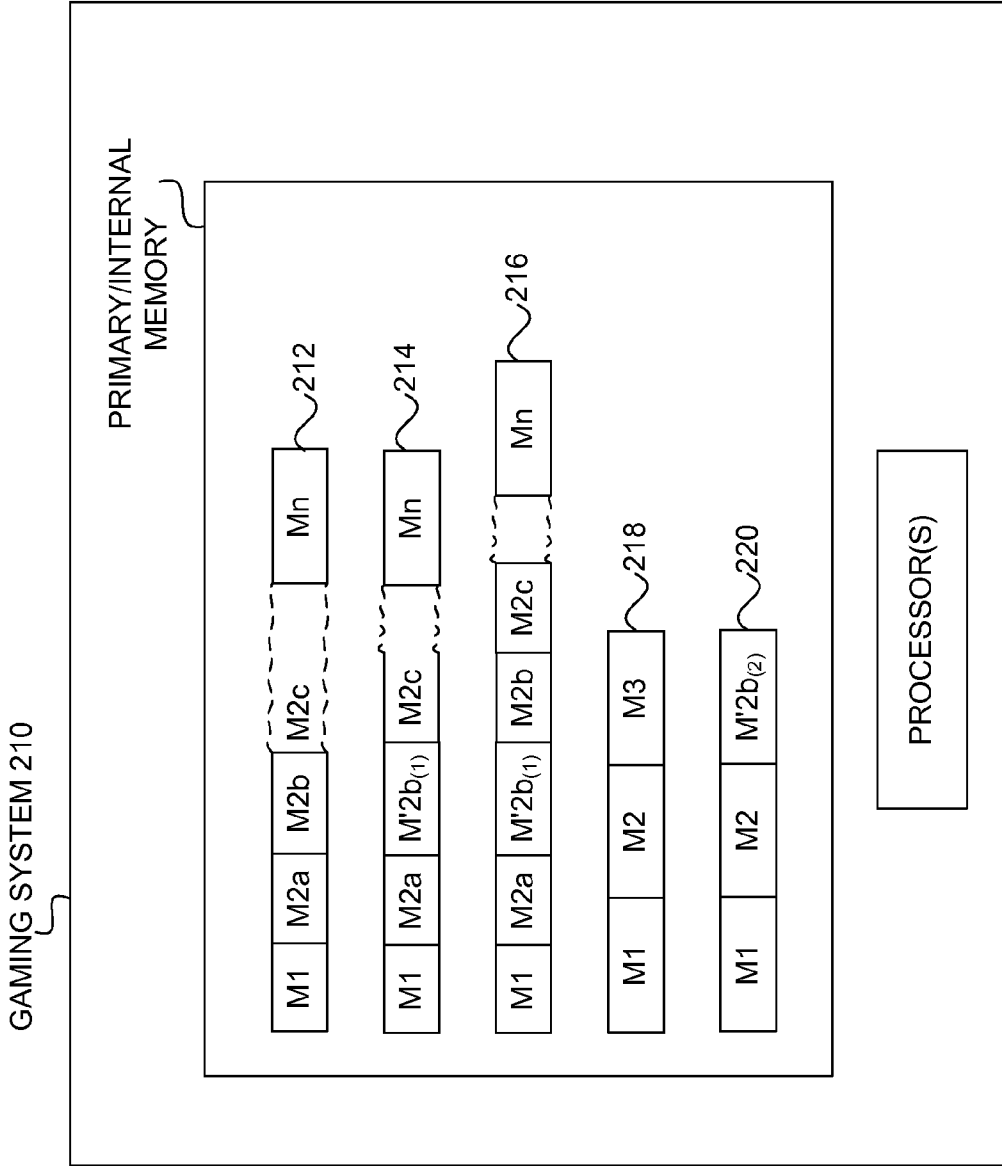 GAMING SYSTEM 210
PRIMARY/INTERNAL
MEMORY
M1 M2a M2b M2c Mn 212
M1 M2a M'2b(1) M2c Mn 214
M1 M2a M'2b(1) M2b M2c Mn 216
M1 M2 M3 218
M1 M2 M'2b(2) 220
PROCESSOR(S)